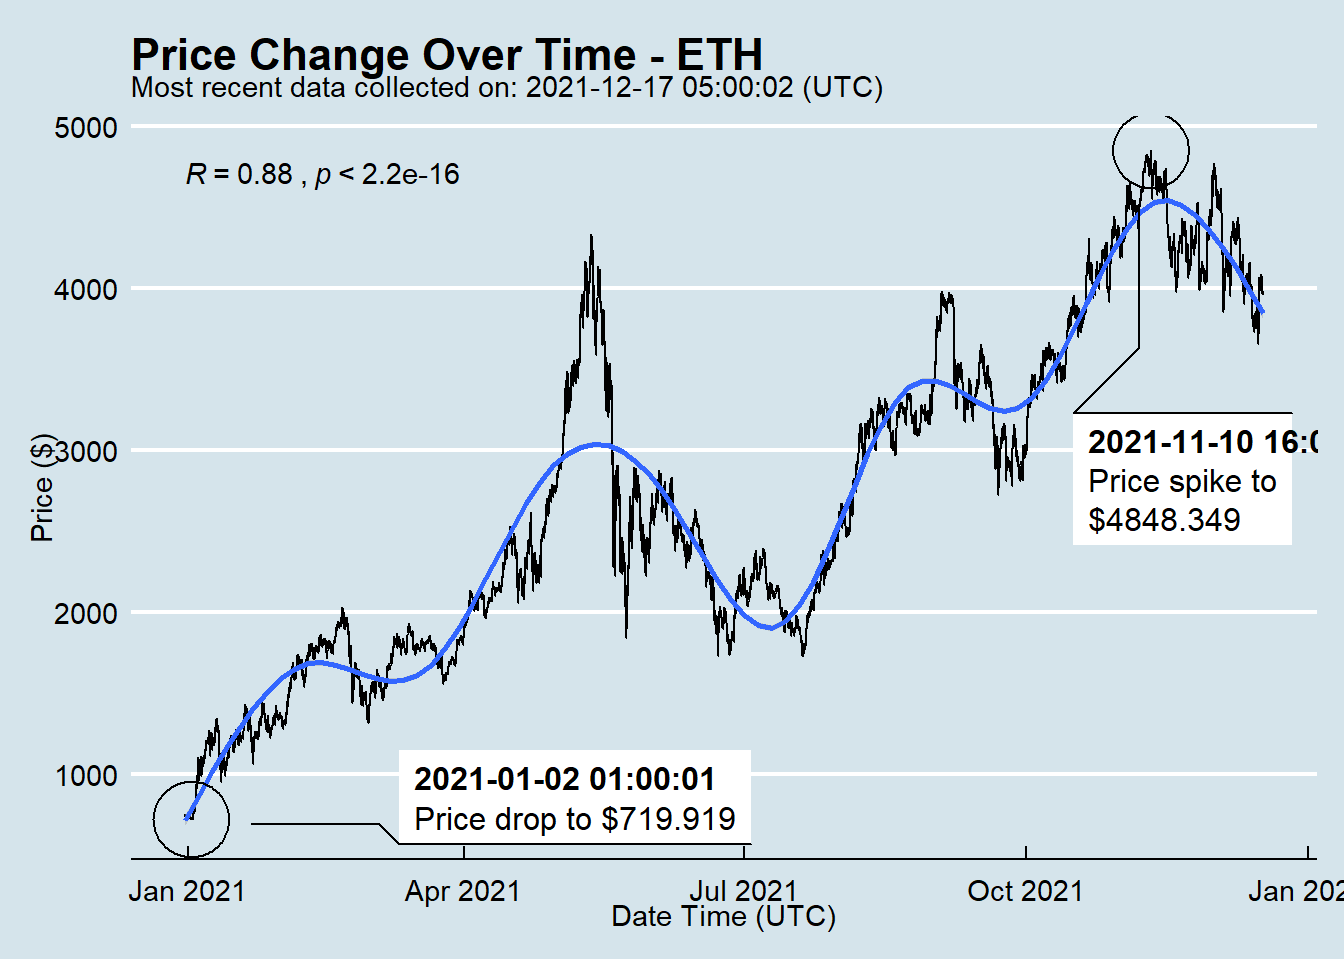 Price Change Over Time - ETH
Most recent data collected on: 2021-12-17 05:00:02 (UTC)
R = 0.88 , p < 2.2e-16
5000
4000
3000
2000
1000
Price ($)
2021-11-10 16:0
Price spike to
$4848.349
2021-01-02 01:00:01
Price drop to $719.919
Jan 2021
Apr 2021
Jul 2021
Oct 2021
Jan 202
Date Time (UTC)